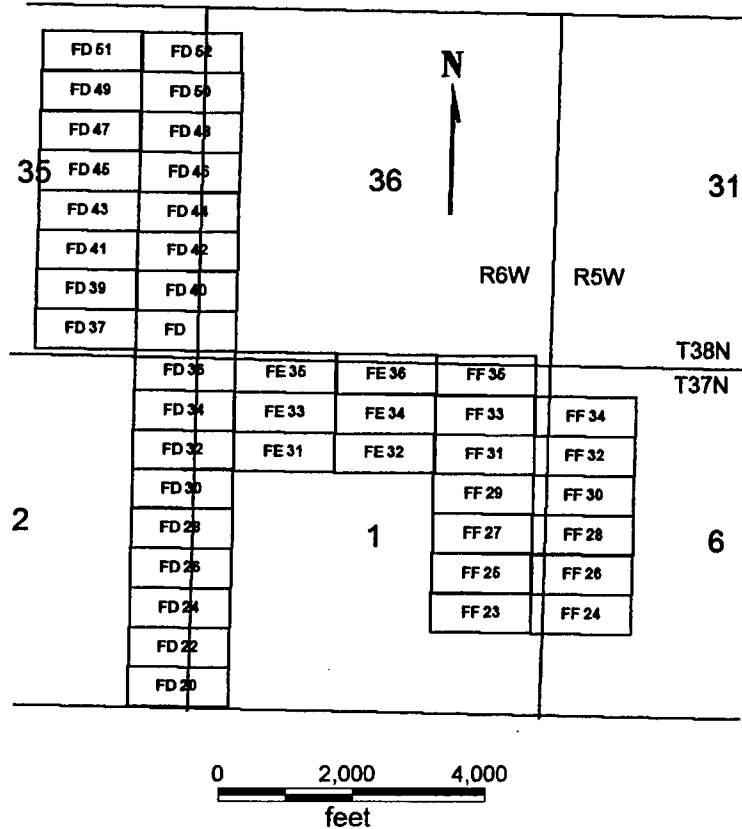 FD 51 FD 52
N
FD 49 FD 50
FD 47 FD 48
35 FD 45 FD 46 36 31
FD 43 FD 44
FD 41 FD 42
R6W R5W
FD 39 FD 40
FD 37 FD
T38N
FD 36 FE 35 FE 36 FF 35
T37N
FD 34 FE 33 FE 34 FF 33 FF 34
FD 32 FE 31 FE 32 FF 31 FF 32
FD 30 FF 29 FF 30
2 FD 28 1 FF 27 FF 28 6
FD 26 FF 25 FF 26
FD 24 FF 23 FF 24
FD 22
FD 20
0 2,000 4,000
feet